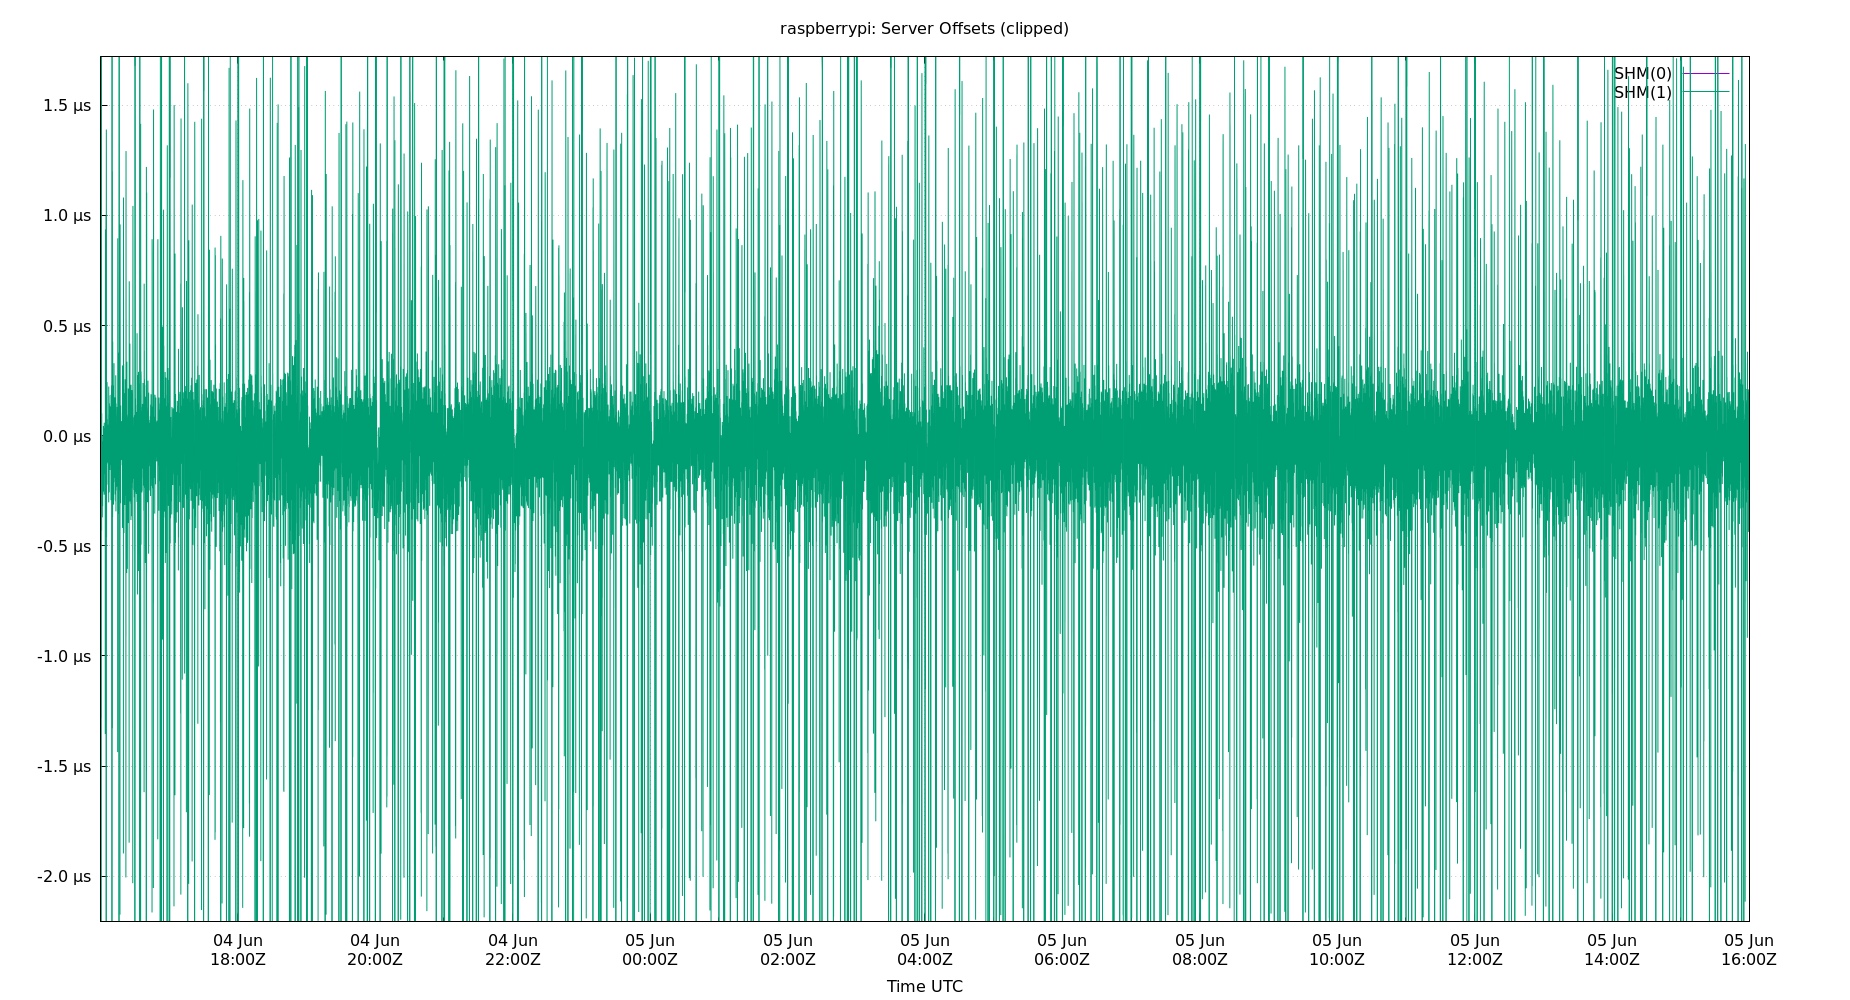 raspberrypi: Server Offsets (clipped)
SHM(0)
SHM(1)
1.5 µs
1.0 µs
0.5 µs
0.0 µs
-0.5 µs
-1.0 µs
-1.5 µs
-2.0 µs
04 Jun 04 Jun 04 Jun 05 Jun 05 Jun 05 Jun 05 Jun 05 Jun 05 Jun 05 Jun 05 Jun 05 Jun
18:00Z 20:00Z 22:00Z 00:00Z 02:00Z 04:00Z 06:00Z 08:00Z 10:00Z 12:00Z 14:00Z 16:00Z
Time UTC